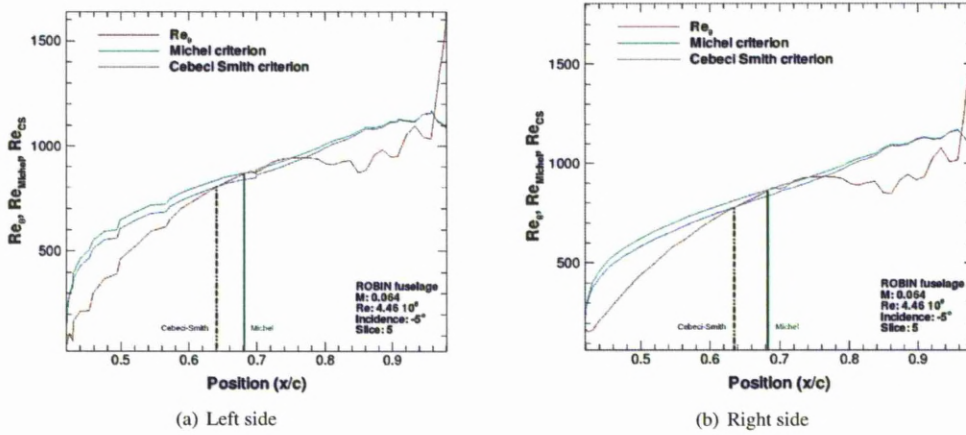 Re_θ
Michel criterion
Cebeci Smith criterion
Re_θ, Re_Michel, Re_CS
1500
1000
500
ROBIN fuselage
M: 0.064
Re: 4.46 10^6
Incidence: -5°
Slice: 5
Cebeci-Smith
Michel
0.5 0.6 0.7 0.8 0.9
Position (x/c)
(a) Left side
Re_θ
Michel criterion
Cebeci Smith criterion
Re_θ, Re_Michel, Re_CS
1500
1000
500
ROBIN fuselage
M: 0.064
Re: 4.46 10^6
Incidence: -5°
Slice: 5
Cebeci-Smith
Michel
0.5 0.6 0.7 0.8 0.9
Position (x/c)
(b) Right side